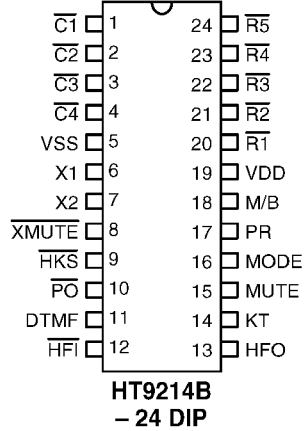 C1 1 24 R5
C2 2 23 R4
C3 3 22 R3
C4 4 21 R2
VSS 5 20 R1
X1 6 19 VDD
X2 7 18 M/B
XMUTE 8 17 PR
HKS 9 16 MODE
PO 10 15 MUTE
DTMF 11 14 KT
HFI 12 13 HFO
HT9214B
– 24 DIP